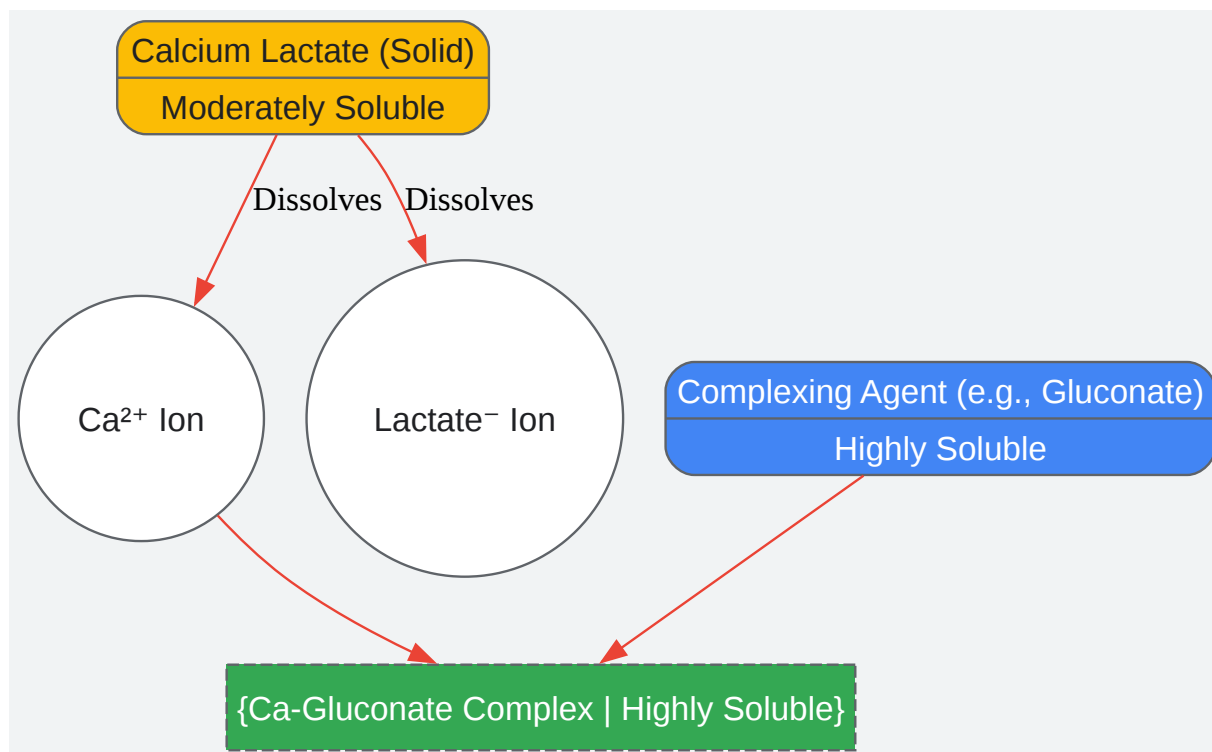 Calcium Lactate (Solid)
Moderately Soluble
Dissolves
Dissolves
Ca²⁺ Ion
Lactate⁻ Ion
Complexing Agent (e.g., Gluconate)
Highly Soluble
{Ca-Gluconate Complex | Highly Soluble}